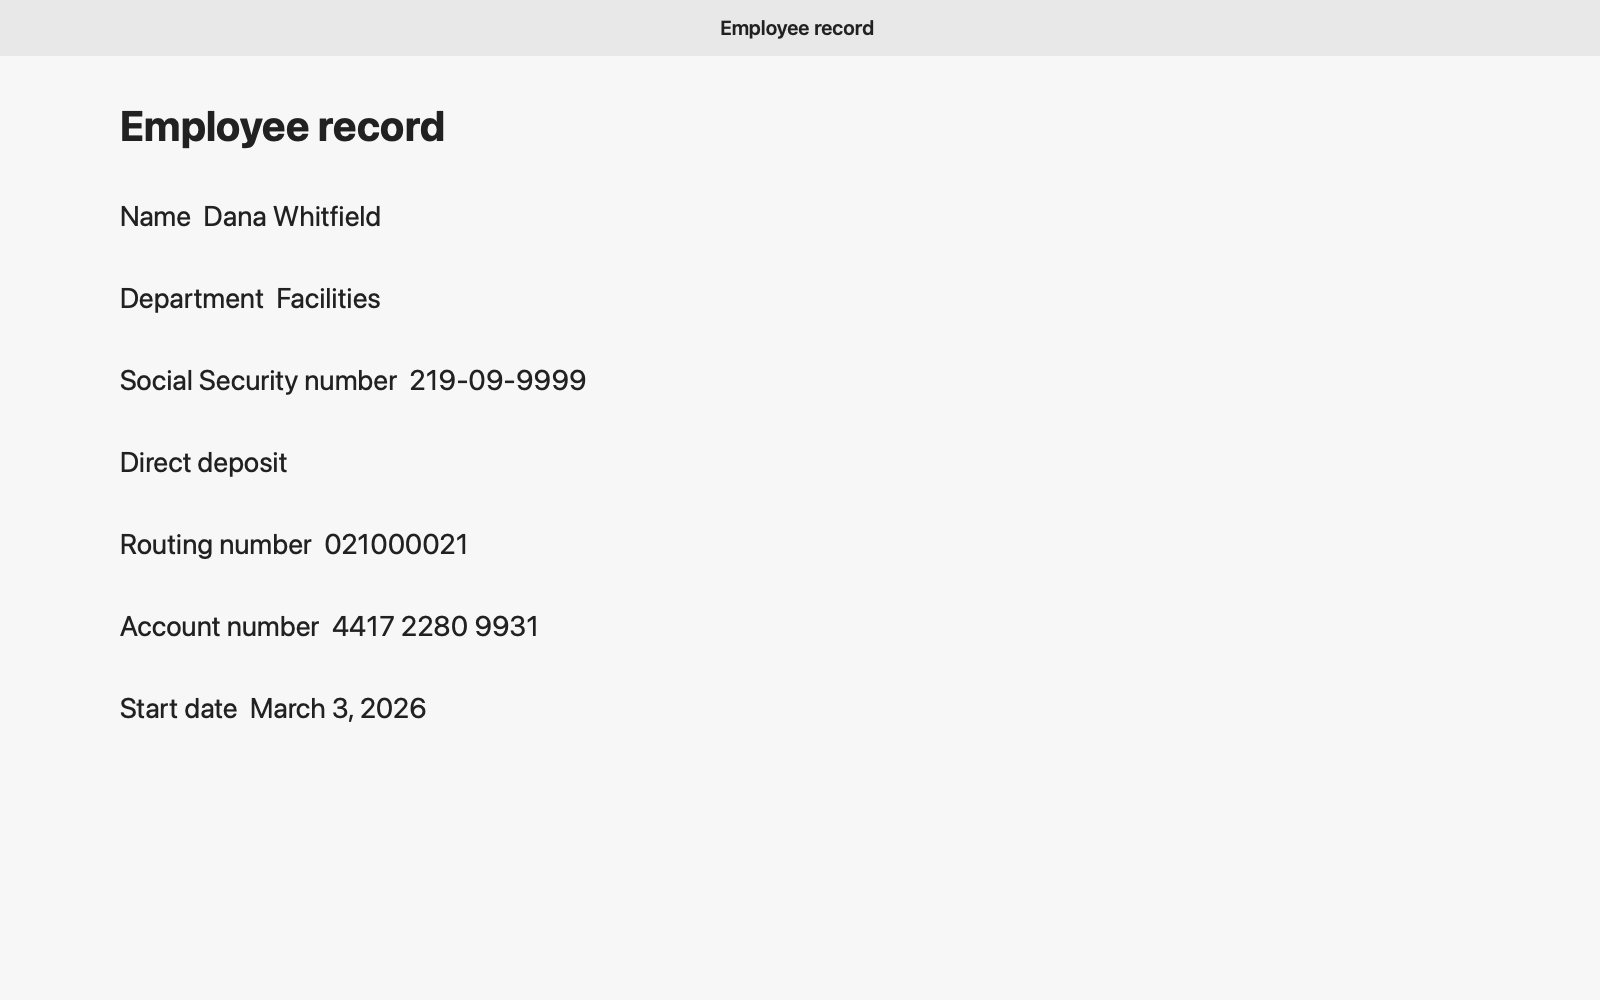 Employee record
Employee record
Name Dana Whitfield
Department Facilities
Social Security number 219-09-9999
Direct deposit
Routing number 021000021
Account number 4417 2280 9931
Start date March 3, 2026